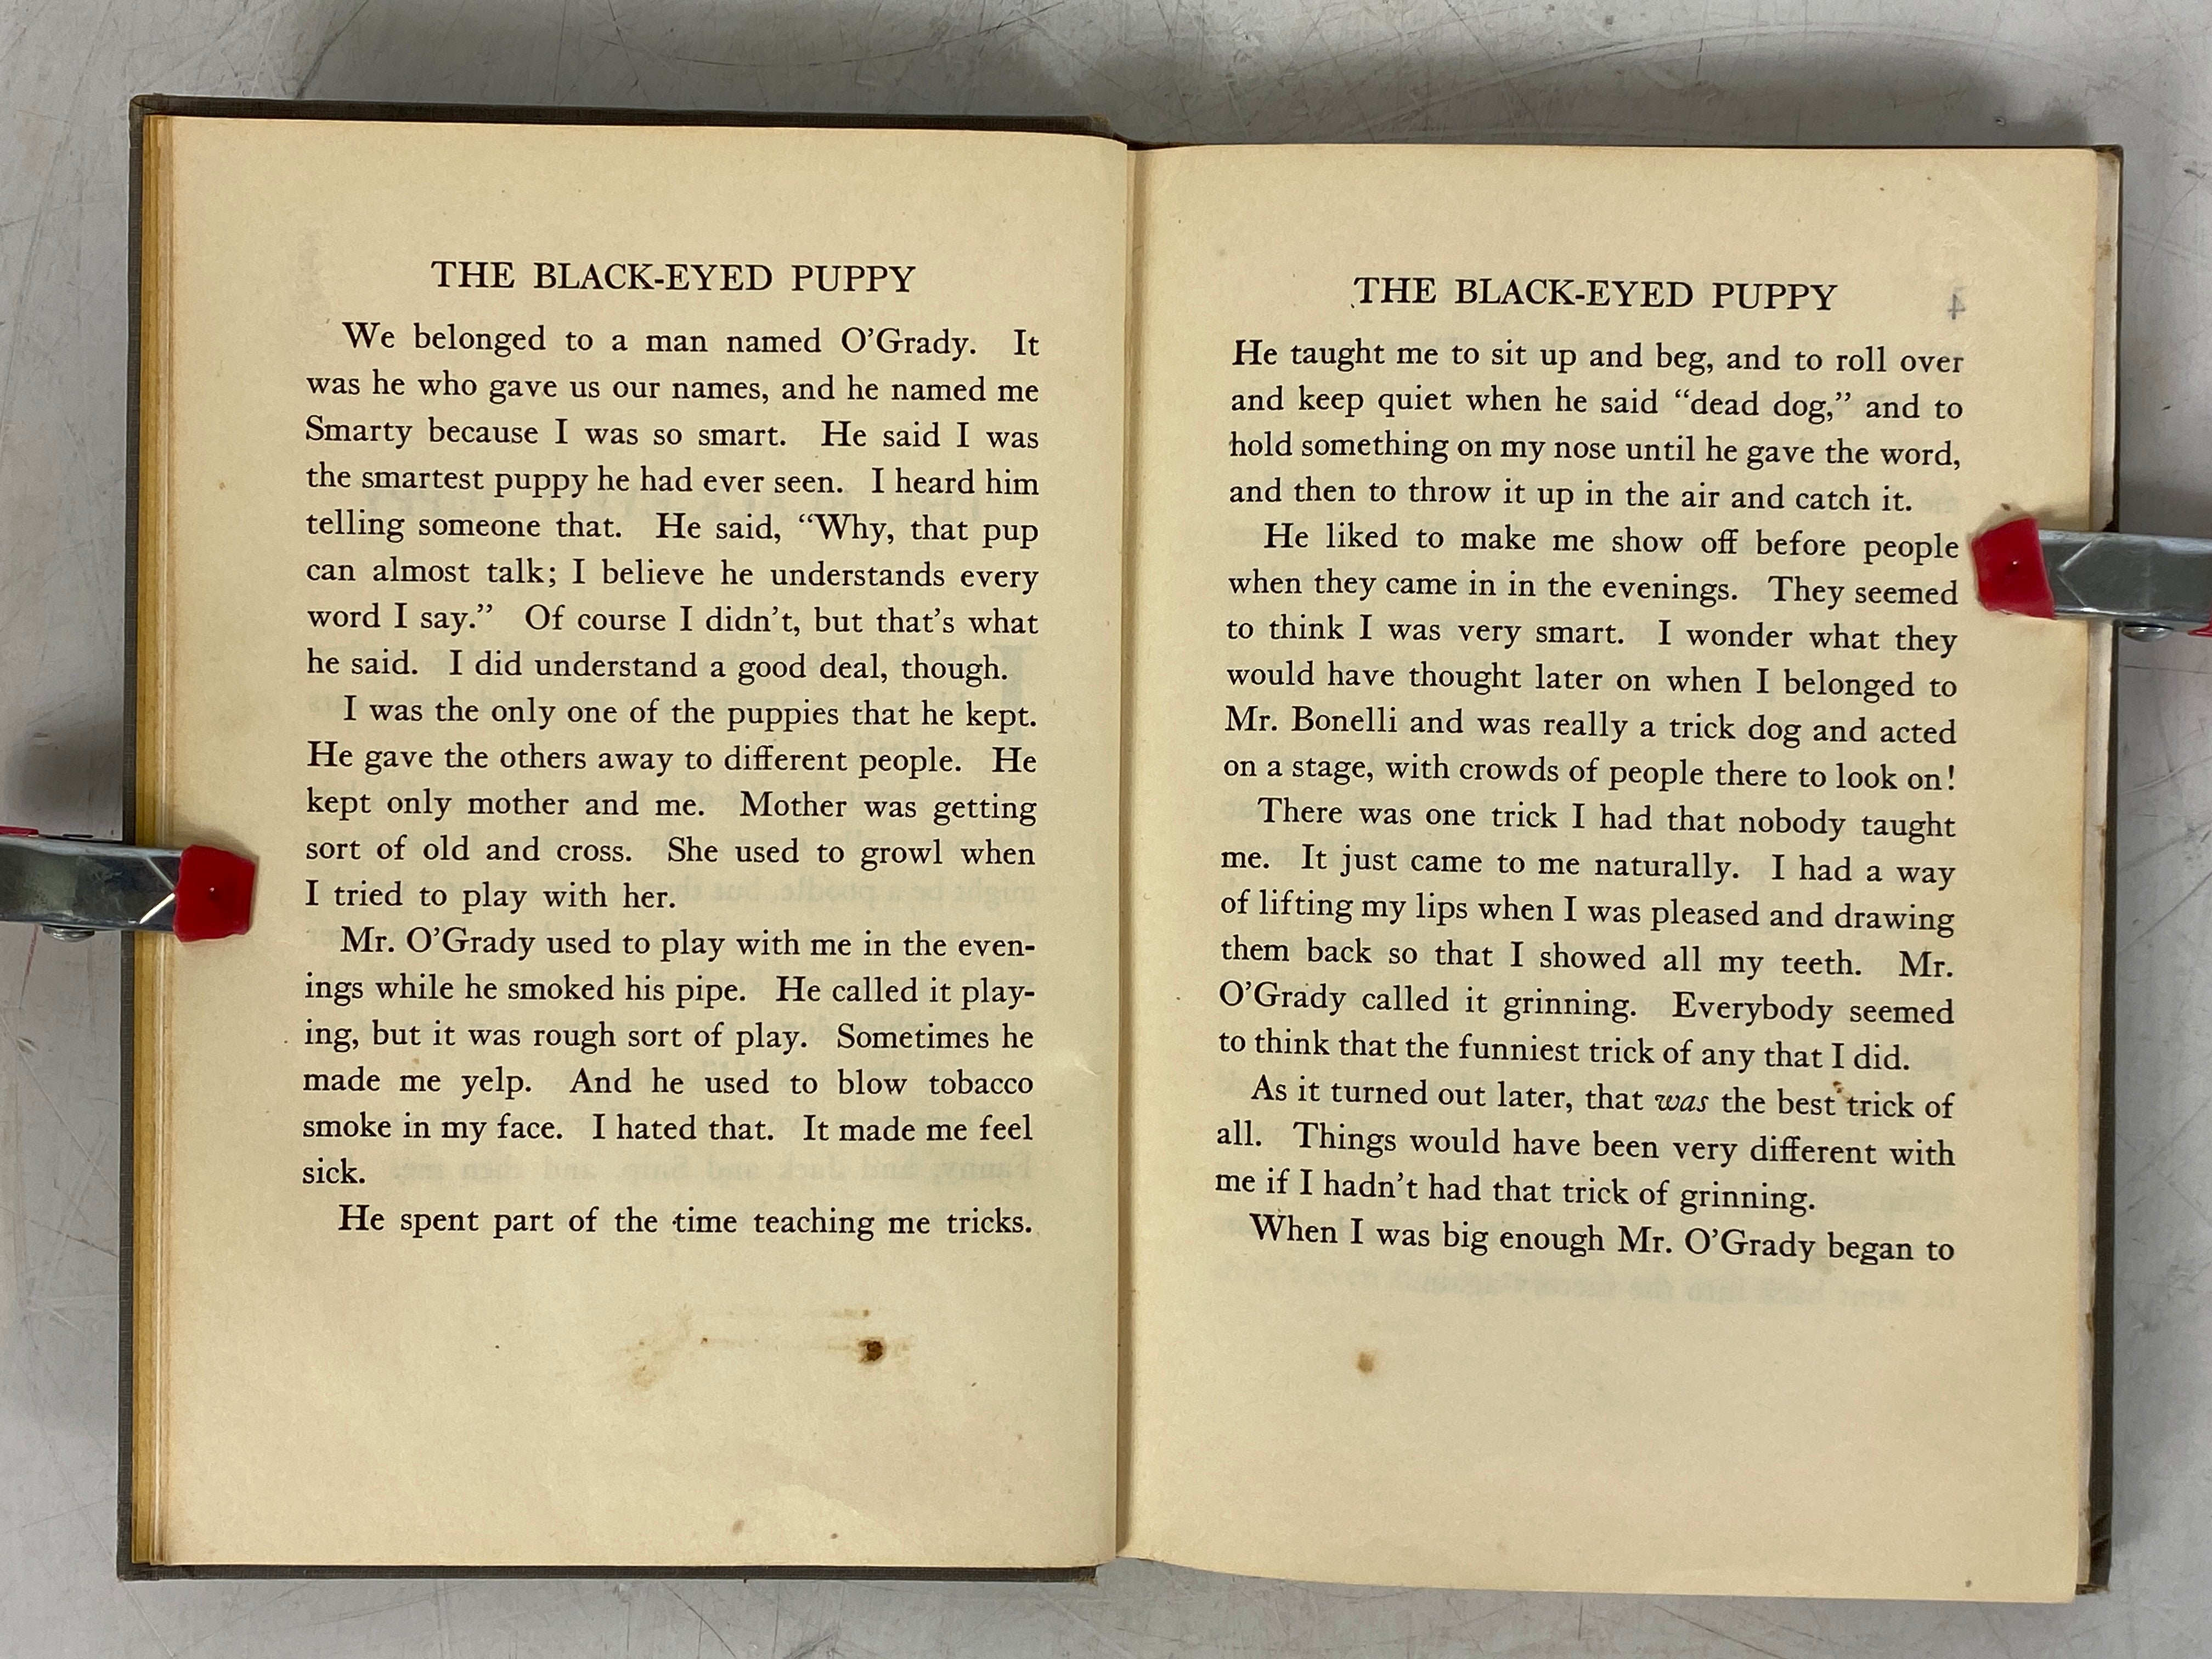 THE BLACK-EYED PUPPY
We belonged to a man named O'Grady. It
was he who gave us our names, and he named me
Smarty because I was so smart. He said I was
the smartest puppy he had ever seen. I heard him
telling someone that. He said, “Why, that pup
can almost talk; I believe he understands every
word I say.” Of course I didn't, but that's what
he said. I did understand a good deal, though.
I was the only one of the puppies that he kept.
He gave the others away to different people. He
kept only mother and me. Mother was getting
sort of old and cross. She used to growl when
I tried to play with her.
Mr. O'Grady used to play with me in the even-
ings while he smoked his pipe. He called it play-
ing, but it was rough sort of play. Sometimes he
made me yelp. And he used to blow tobacco
smoke in my face. I hated that. It made me feel
sick.
He spent part of the time teaching me tricks.
THE BLACK-EYED PUPPY
He taught me to sit up and beg, and to roll over
and keep quiet when he said “dead dog,” and to
hold something on my nose until he gave the word,
and then to throw it up in the air and catch it.
He liked to make me show off before people
when they came in in the evenings. They seemed
to think I was very smart. I wonder what they
would have thought later on when I belonged to
Mr. Bonelli and was really a trick dog and acted
on a stage, with crowds of people there to look on!
There was one trick I had that nobody taught
me. It just came to me naturally. I had a way
of lifting my lips when I was pleased and drawing
them back so that I showed all my teeth. Mr.
O'Grady called it grinning. Everybody seemed
to think that the funniest trick of any that I did.
As it turned out later, that was the best trick of
all. Things would have been very different with
me if I hadn't had that trick of grinning.
When I was big enough Mr. O'Grady began to